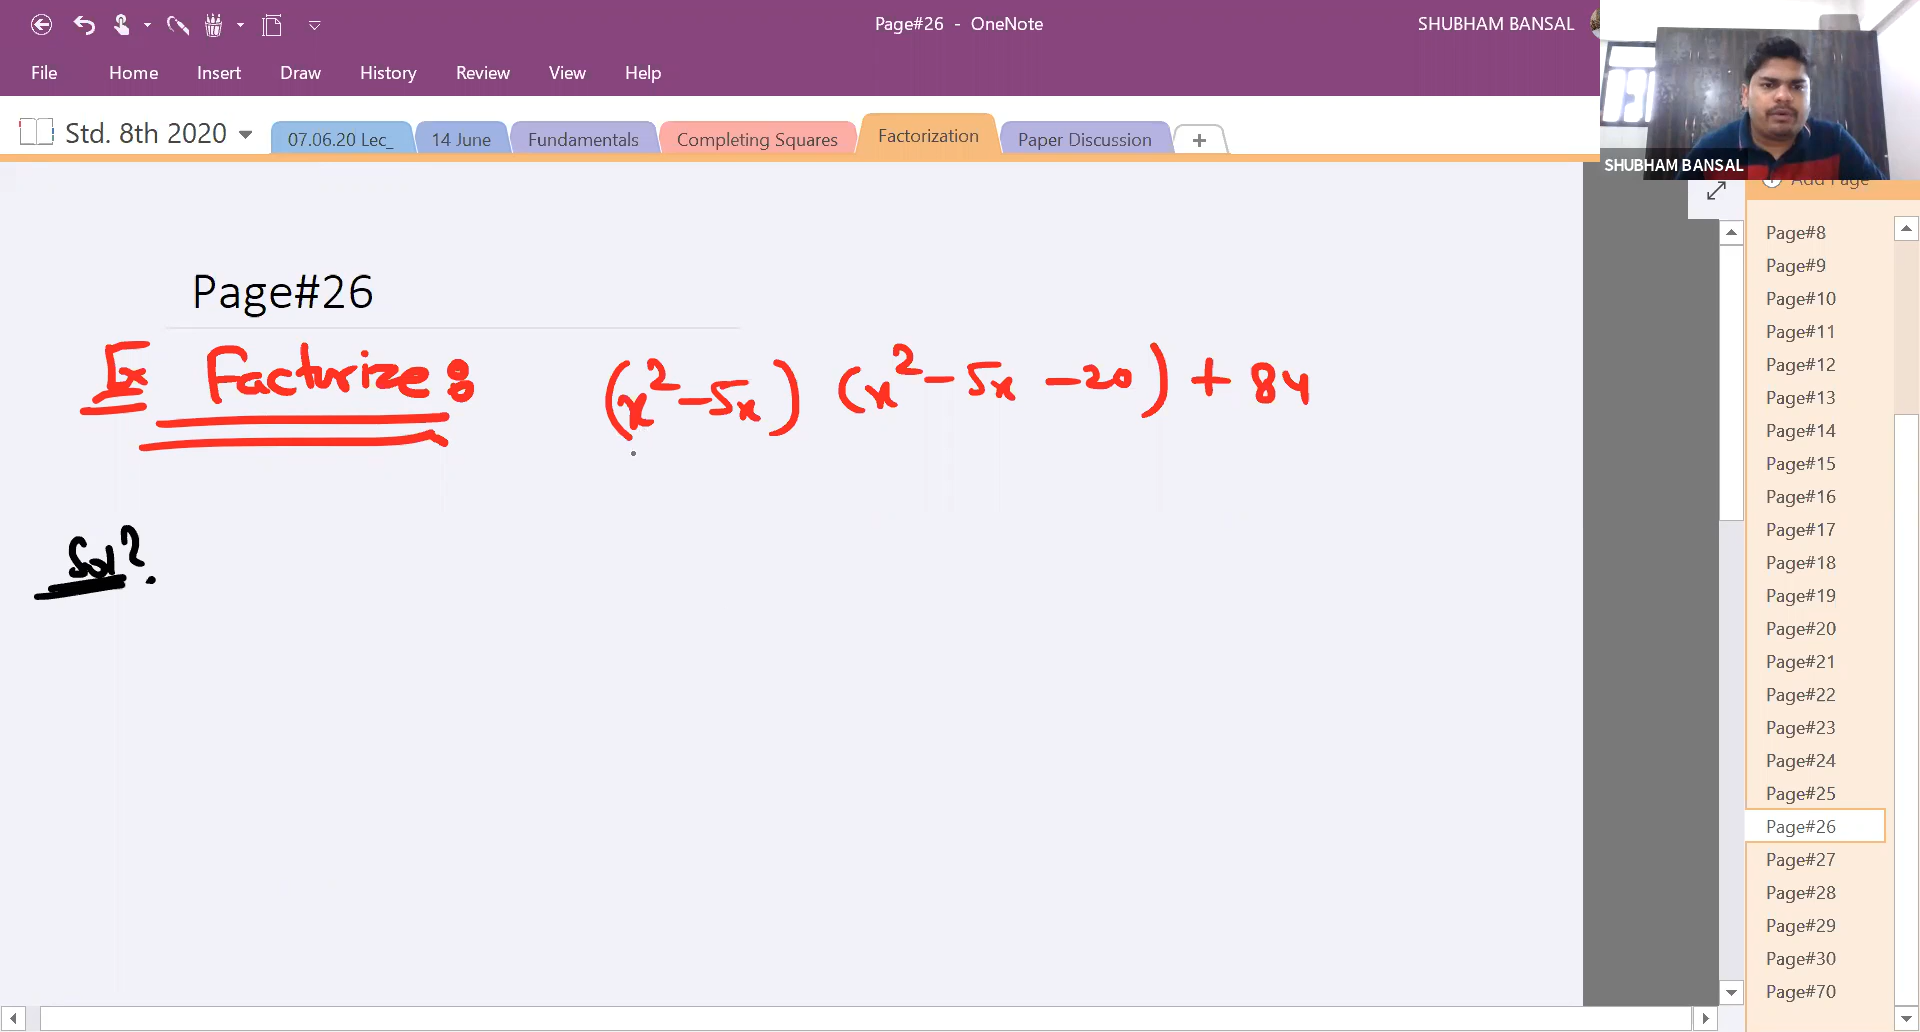 Page#26 - OneNote
SHUBHAM BANSAL
File Home Insert Draw History Review View Help
SHUBHAM BANSAL
Std. 8th 2020
07.06.20 Lec_
14 June
Fundamentals
Completing Squares
Factorization
Paper Discussion
+
Add Page
Page#26
Ex Facturize : (x²-5x) (x²-5x-20) + 84
Sol?.
Page#8
Page#9
Page#10
Page#11
Page#12
Page#13
Page#14
Page#15
Page#16
Page#17
Page#18
Page#19
Page#20
Page#21
Page#22
Page#23
Page#24
Page#25
Page#26
Page#27
Page#28
Page#29
Page#30
Page#70